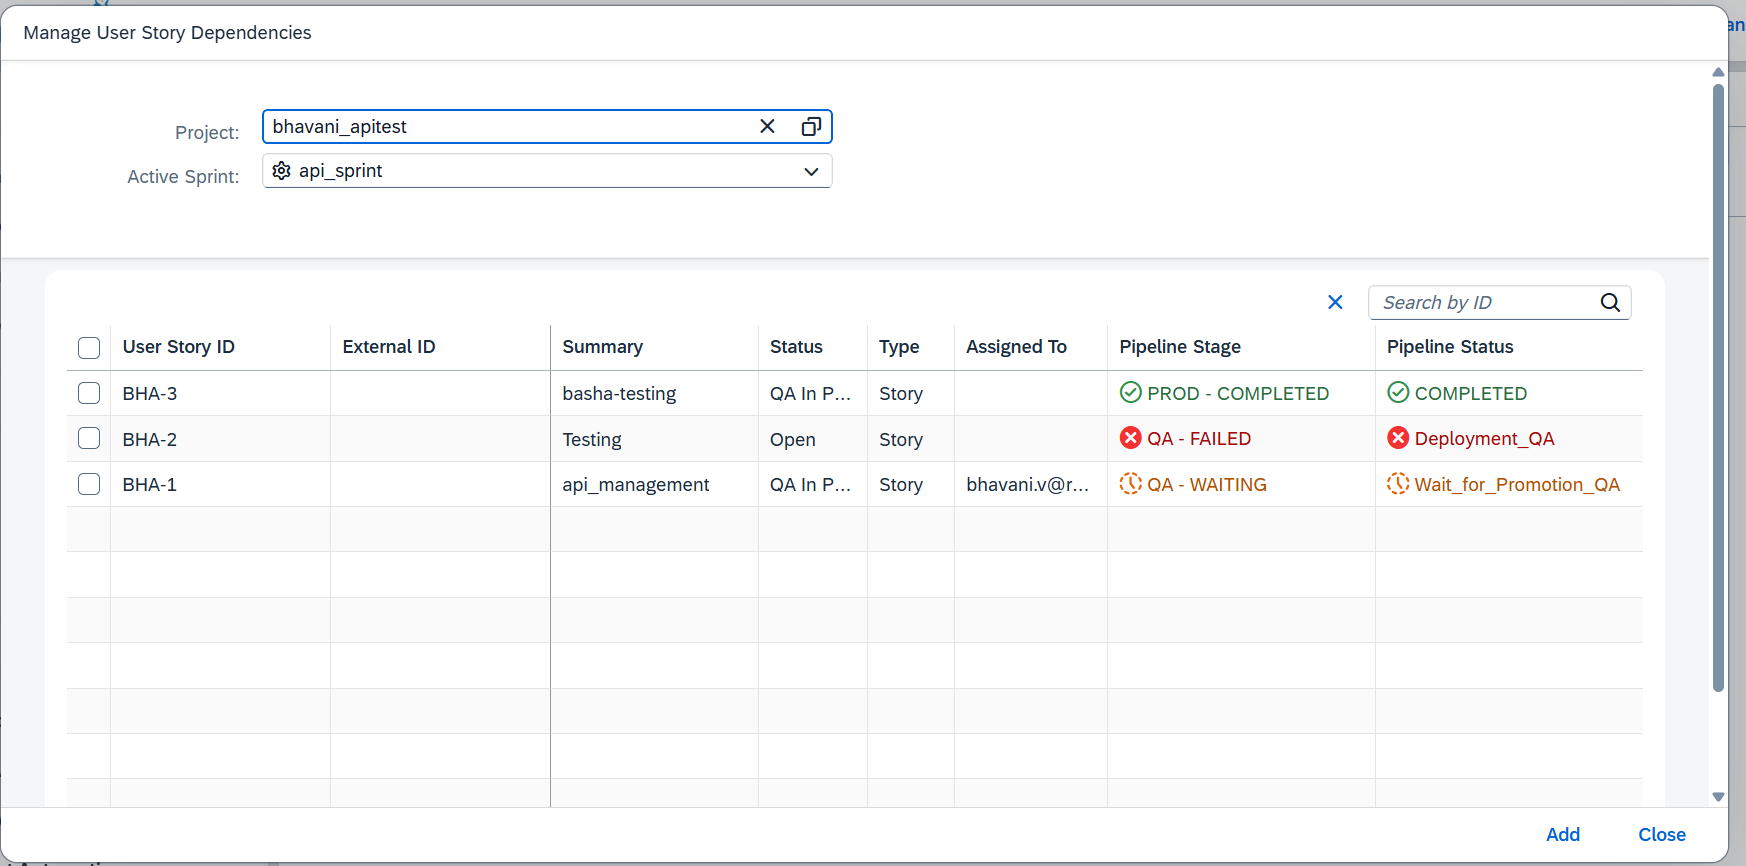 Manage User Story Dependencies
an
Project: bhavani_apitest
Active Sprint: api_sprint
Search by ID
User Story ID External ID Summary Status Type Assigned To Pipeline Stage Pipeline Status
BHA-3 basha-testing QA In P... Story PROD - COMPLETED COMPLETED
BHA-2 Testing Open Story QA - FAILED Deployment_QA
BHA-1 api_management QA In P... Story bhavani.v@r... QA - WAITING Wait_for_Promotion_QA
Add Close